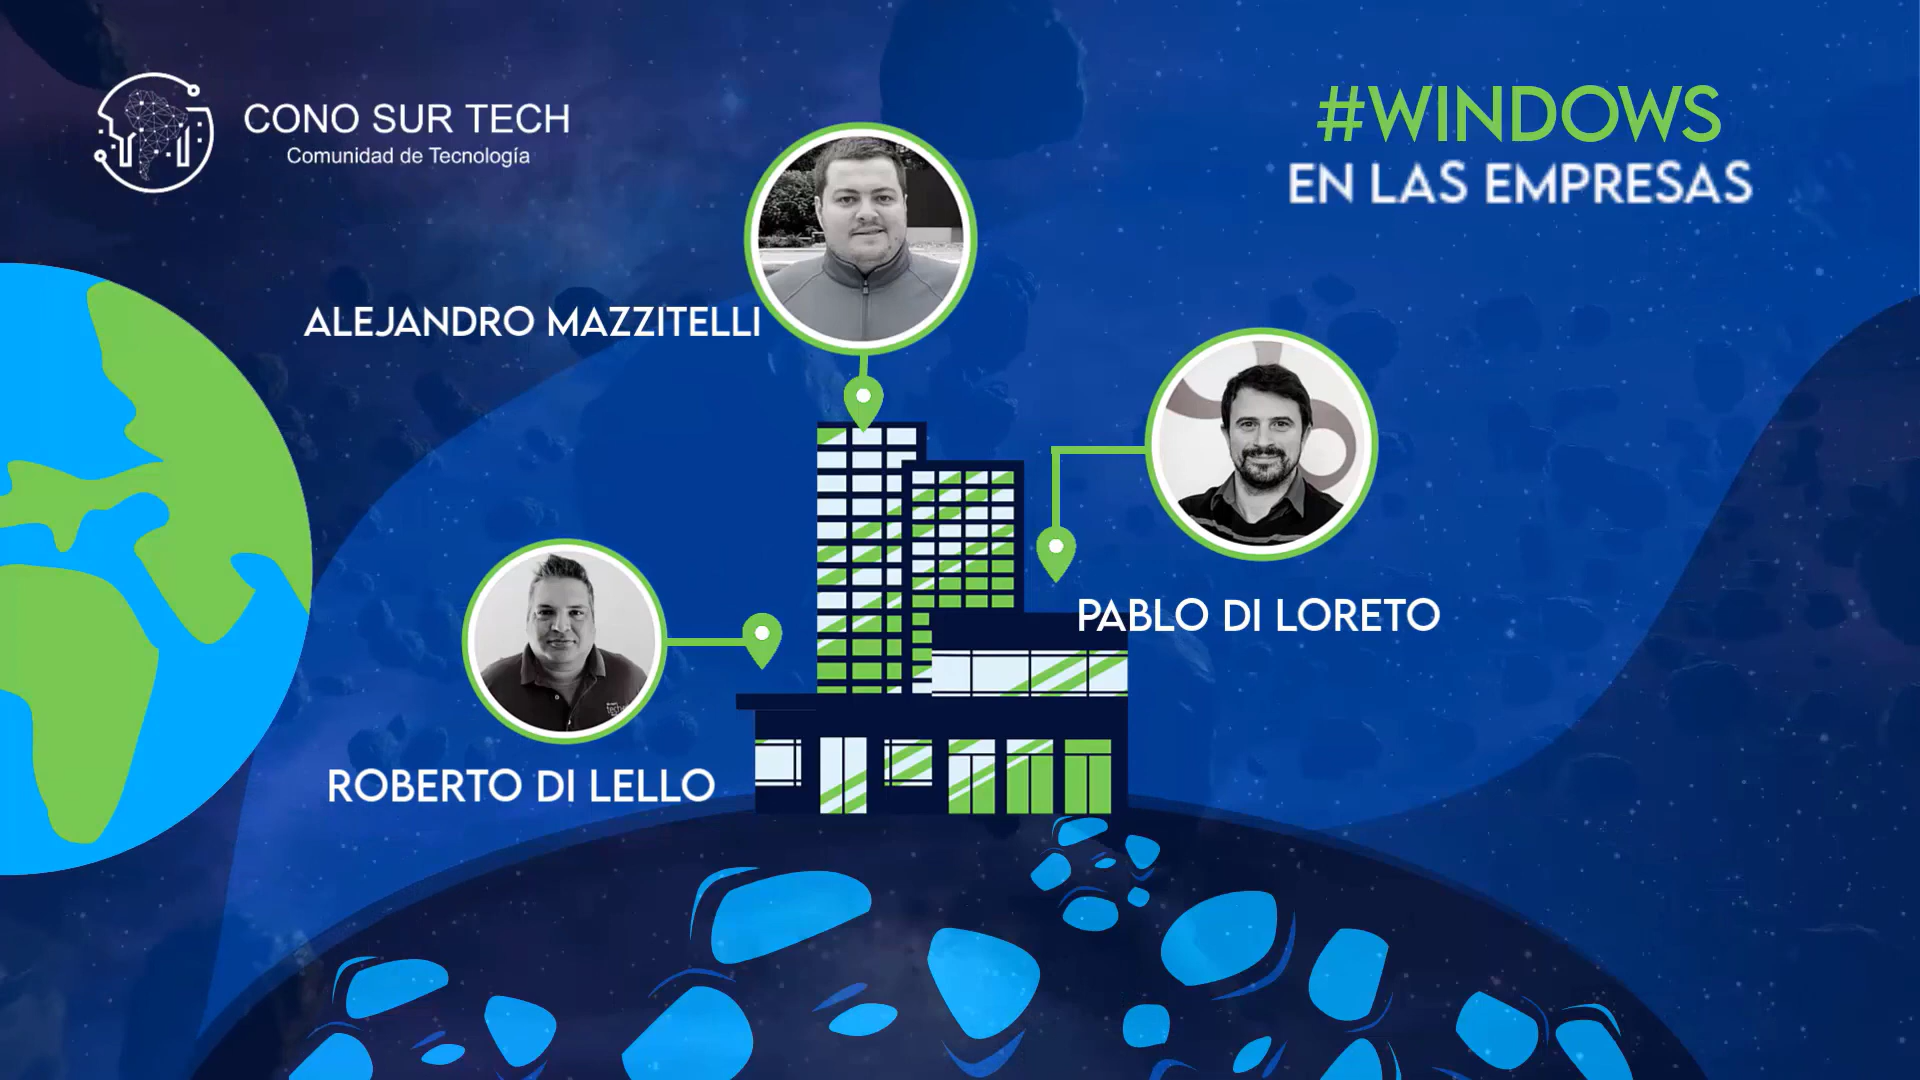 CONO SUR TECH
Comunidad de Tecnología
#WINDOWS
EN LAS EMPRESAS
ALEJANDRO MAZZITELLI
PABLO DI LORETO
ROBERTO DI LELLO